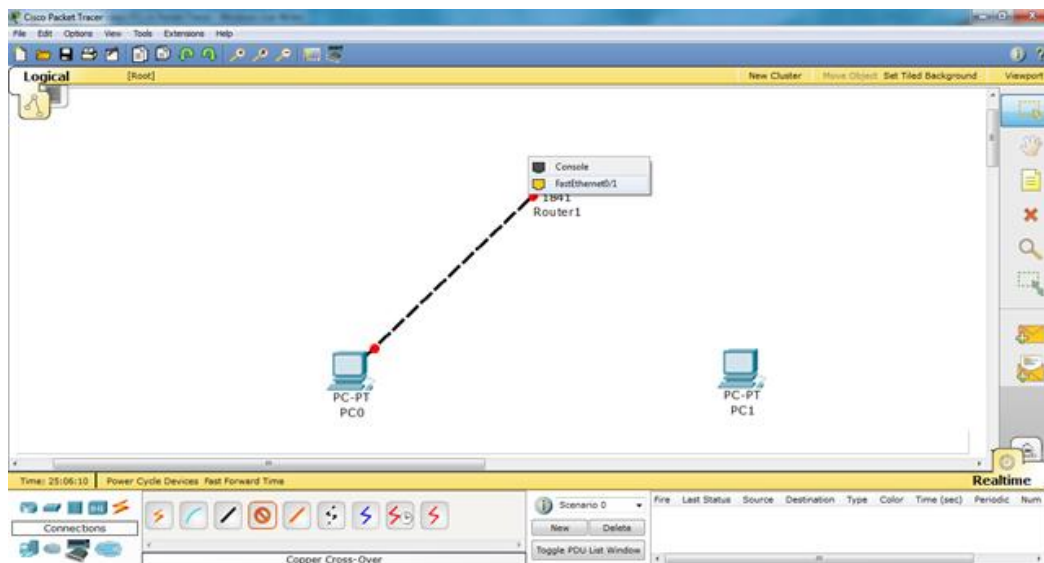 Cisco Packet Tracer
File Edit Options View Tools Extensions Help
Logical [Root] New Cluster Move Object Set Tiled Background Viewport
Console
FastEthernet0/1
1841
Router1
PC-PT
PC0
PC-PT
PC1
Time: 25:06:10 Power Cycle Devices Fast Forward Time Realtime
Connections
Copper Cross-Over
Scenario 0
New Delete
Toggle PDU List Window
Fire Last Status Source Destination Type Color Time (sec) Periodic Num